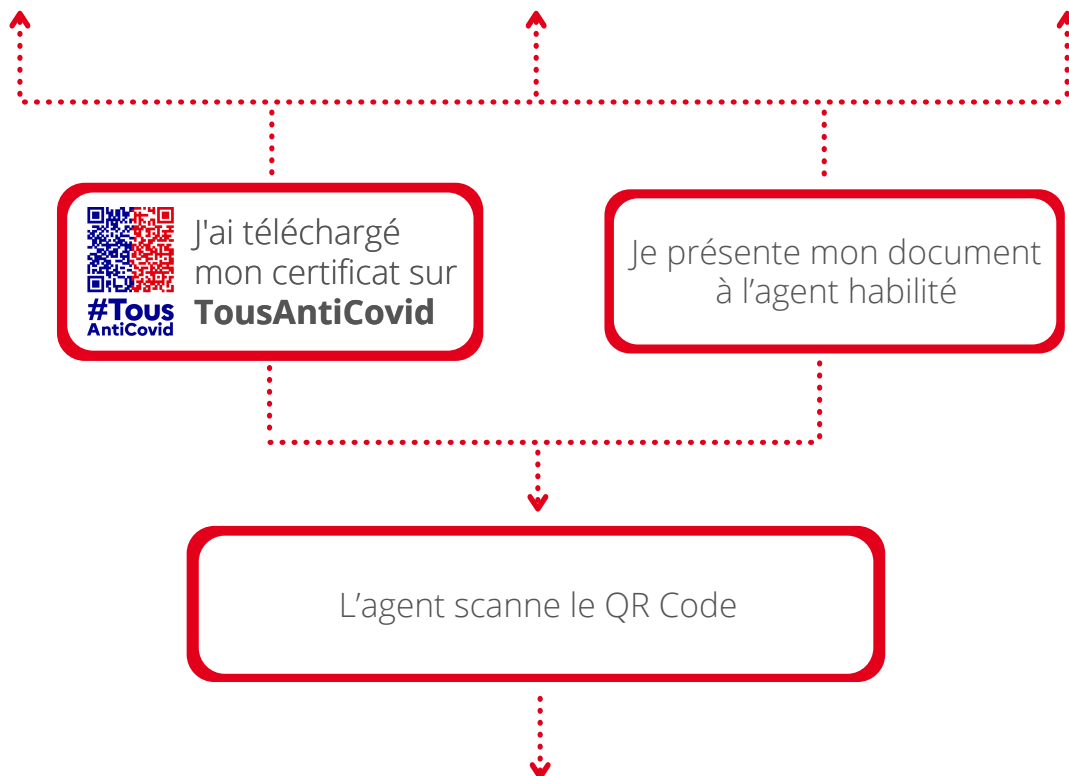 J'ai téléchargé
mon certificat sur
TousAntiCovid
#Tous
AntiCovid
Je présente mon document
à l’agent habilité
L’agent scanne le QR Code